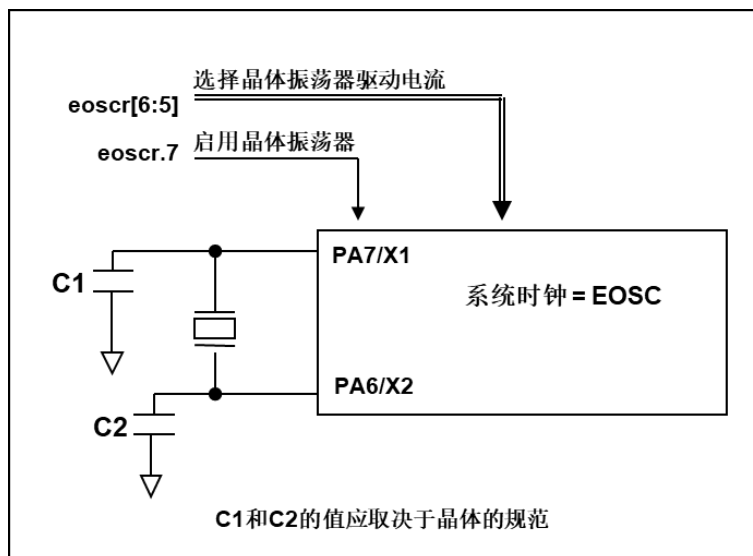 选择晶体振荡器驱动电流
eoscr[6:5]
eoscr.7 启用晶体振荡器
PA7/X1
C1
系统时钟 = EOSC
PA6/X2
C2
C1和C2的值应取决于晶体的规范